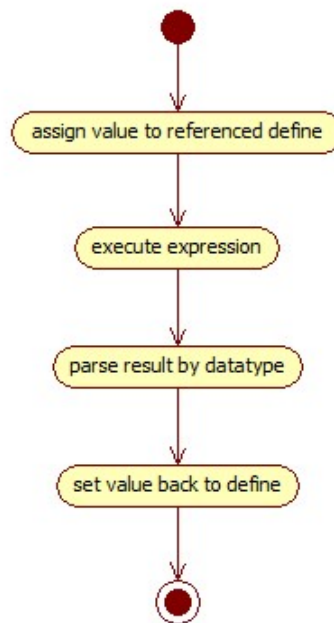 assign value to referenced define
execute expression
parse result by datatype
set value back to define